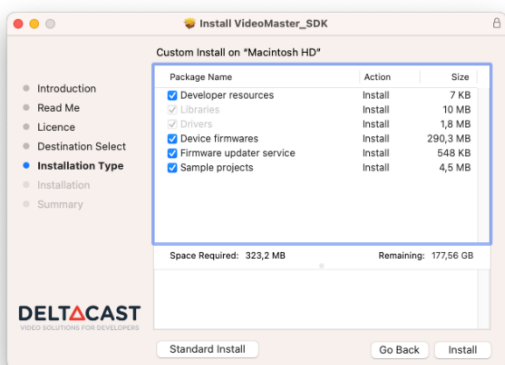 Install VideoMaster_SDK
Custom Install on "Macintosh HD"
Introduction
Read Me
Licence
Destination Select
Installation Type
Installation
Summary
Package Name Action Size
Developer resources Install 7 KB
Libraries Install 10 MB
Drivers Install 1,8 MB
Device firmwares Install 290,3 MB
Firmware updater service Install 548 KB
Sample projects Install 4,5 MB
Space Required: 323,2 MB Remaining: 177,56 GB
DELTACAST
VIDEO SOLUTIONS FOR DEVELOPERS
Standard Install Go Back Install